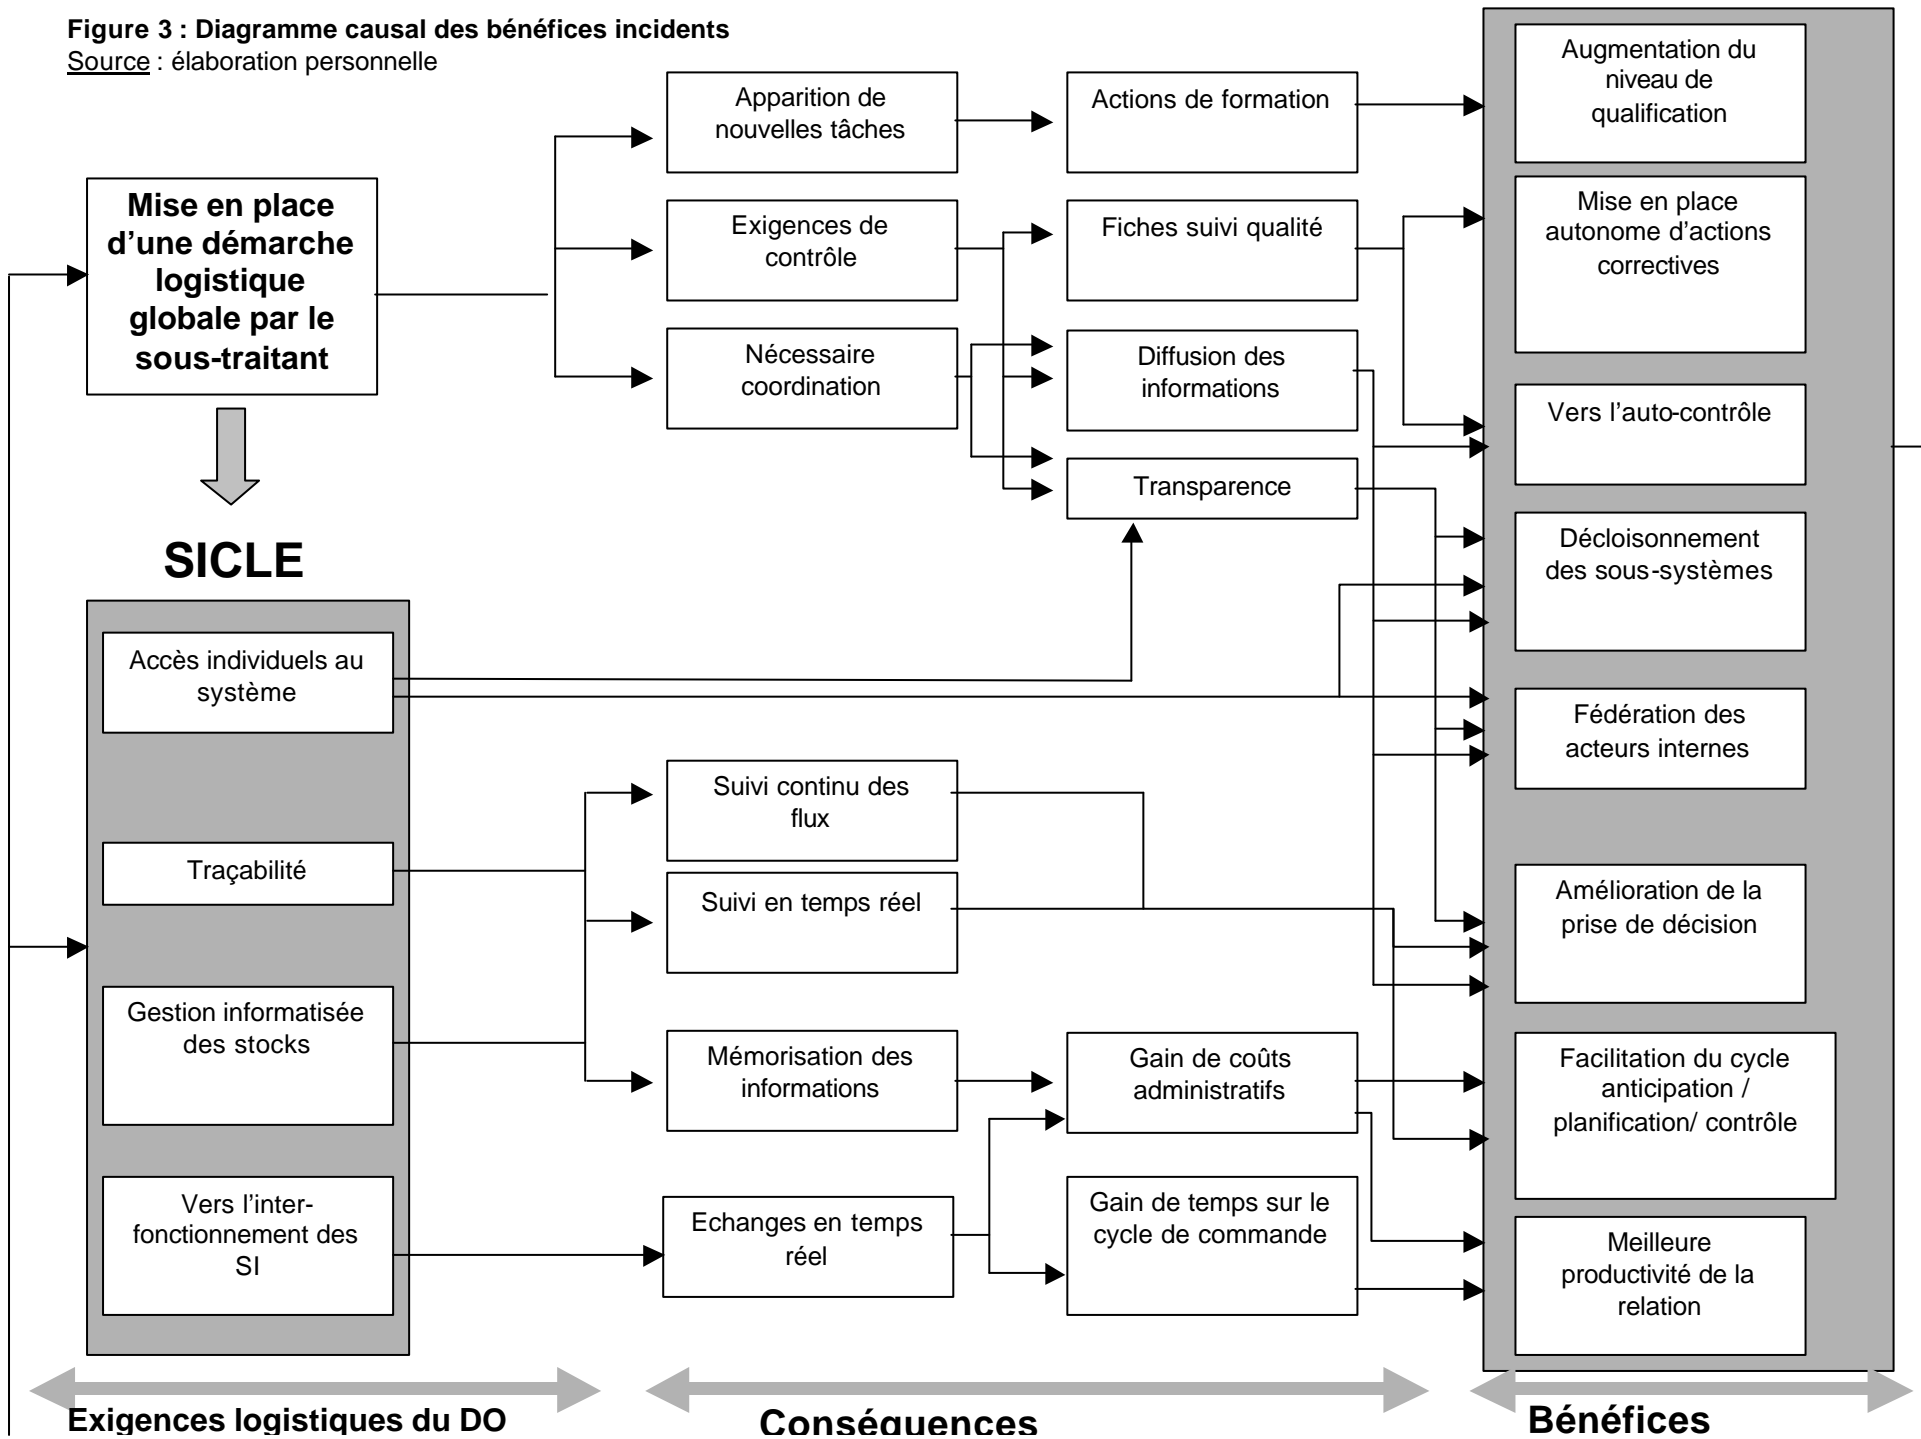 Figure 3 : Diagramme causal des bénéfices incidents
Source : élaboration personnelle
Mise en place
d’une démarche
logistique
globale par le
sous-traitant
SICLE
Accès individuels au
système
Traçabilité
Gestion informatisée
des stocks
Vers l’inter-
fonctionnement des
SI
Exigences logistiques du DO
Apparition de
nouvelles tâches
Exigences de
contrôle
Nécessaire
coordination
Suivi continu des
flux
Suivi en temps réel
Mémorisation des
informations
Echanges en temps
réel
Actions de formation
Fiches suivi qualité
Diffusion des
informations
Transparence
Gain de coûts
administratifs
Gain de temps sur le
cycle de commande
Conséquences
Augmentation du
niveau de
qualification
Mise en place
autonome d'actions
correctives
Vers l’auto-contrôle
Décloisonnement
des sous-systèmes
Fédération des
acteurs internes
Amélioration de la
prise de décision
Facilitation du cycle
anticipation /
planification/ contrôle
Meilleure
productivité de la
relation
Bénéfices